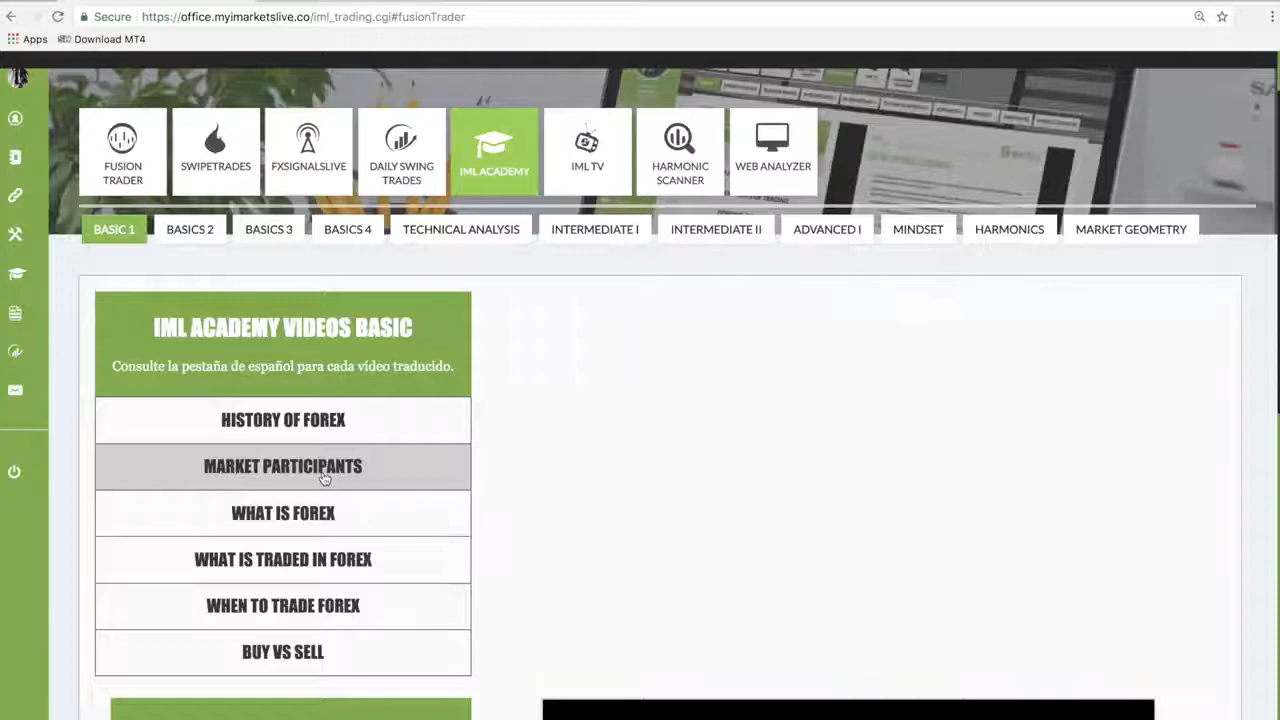 Secure https://office.myimarketslive.co/iml_trading.cgi#fusionTrader
Apps Download MT4
FUSION TRADER
SWIPETRADES
FXSIGNALSLIVE
DAILY SWING TRADES
IML ACADEMY
IML TV
HARMONIC SCANNER
WEB ANALYZER
BASIC 1 BASICS 2 BASICS 3 BASICS 4 TECHNICAL ANALYSIS INTERMEDIATE I INTERMEDIATE II ADVANCED I MINDSET HARMONICS MARKET GEOMETRY
IML ACADEMY VIDEOS BASIC
Consulte la pestaña de español para cada vídeo traducido.
HISTORY OF FOREX
MARKET PARTICIPANTS
WHAT IS FOREX
WHAT IS TRADED IN FOREX
WHEN TO TRADE FOREX
BUY VS SELL